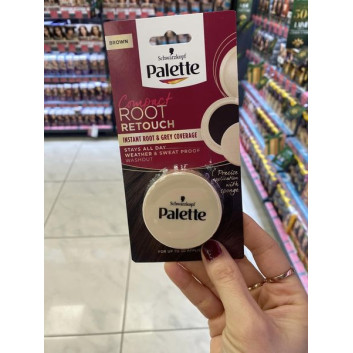 BROWN
Schwarzkopf
Palette
Compact
ROOT
RETOUCH
INSTANT ROOT & GREY COVERAGE
STAYS ALL DAY
WEATHER & SWEAT PROOF
WASHOUT
Precise
application
with
sponge
Schwarzkopf
Palette